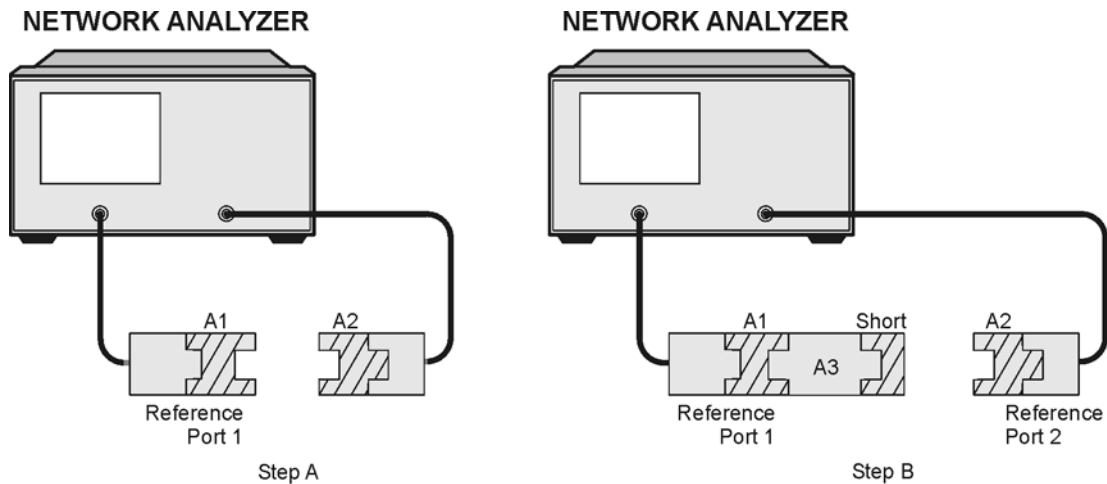 NETWORK ANALYZER
A1
A2
Reference
Port 1
Step A
NETWORK ANALYZER
A1
Short
A2
A3
Reference
Port 1
Reference
Port 2
Step B